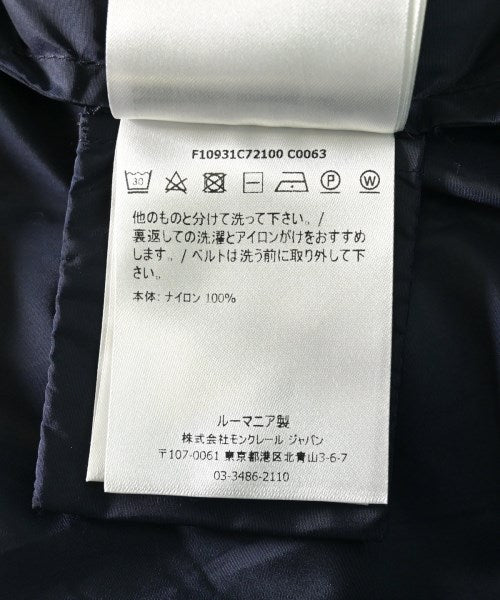 F10931C72100 C0063
30 P W
他のものと分けて洗って下さい。/
裏返しての洗濯とアイロンがけをおすすめ
します。/ ベルトは洗う前に取り外して下さ
い。
本体: ナイロン 100%
ルーマニア製
株式会社モンクレール ジャパン
〒107-0061 東京都港区北青山3-6-7
03-3486-2110